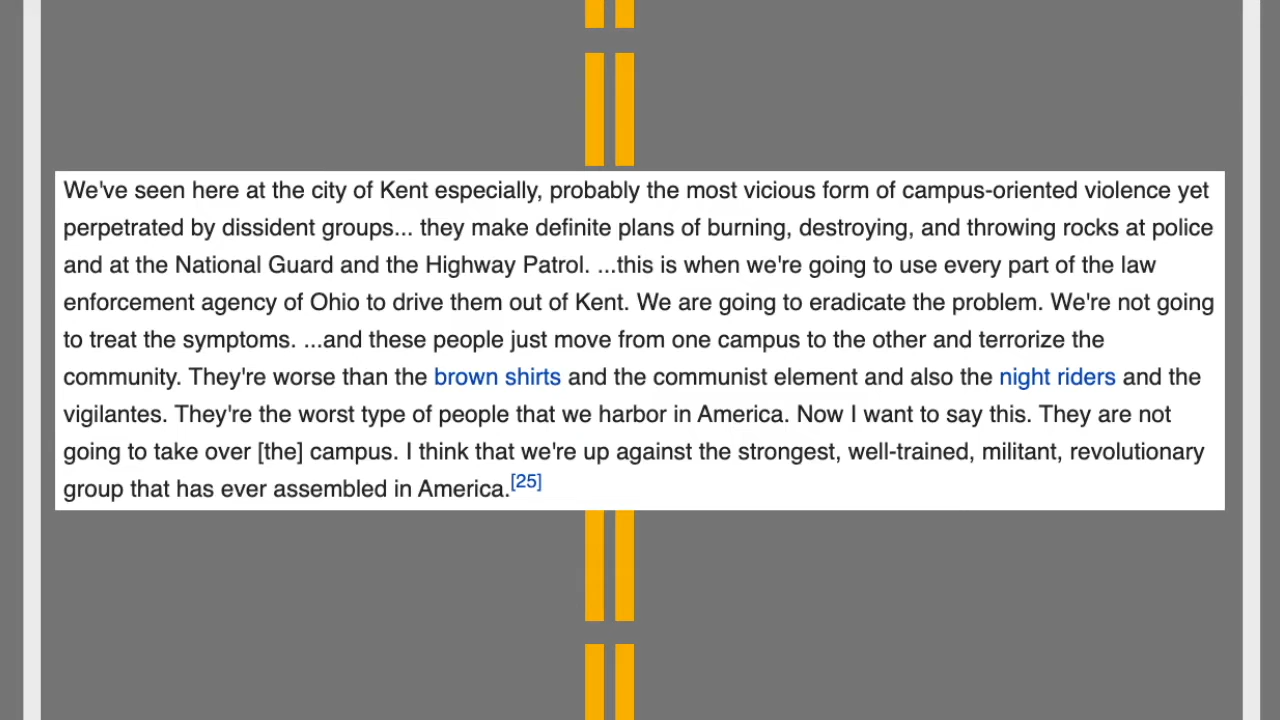 We've seen here at the city of Kent especially, probably the most vicious form of campus-oriented violence yet
perpetrated by dissident groups... they make definite plans of burning, destroying, and throwing rocks at police
and at the National Guard and the Highway Patrol. ...this is when we're going to use every part of the law
enforcement agency of Ohio to drive them out of Kent. We are going to eradicate the problem. We're not going
to treat the symptoms. ...and these people just move from one campus to the other and terrorize the
community. They're worse than the brown shirts and the communist element and also the night riders and the
vigilantes. They're the worst type of people that we harbor in America. Now I want to say this. They are not
going to take over [the] campus. I think that we're up against the strongest, well-trained, militant, revolutionary
group that has ever assembled in America.[25]